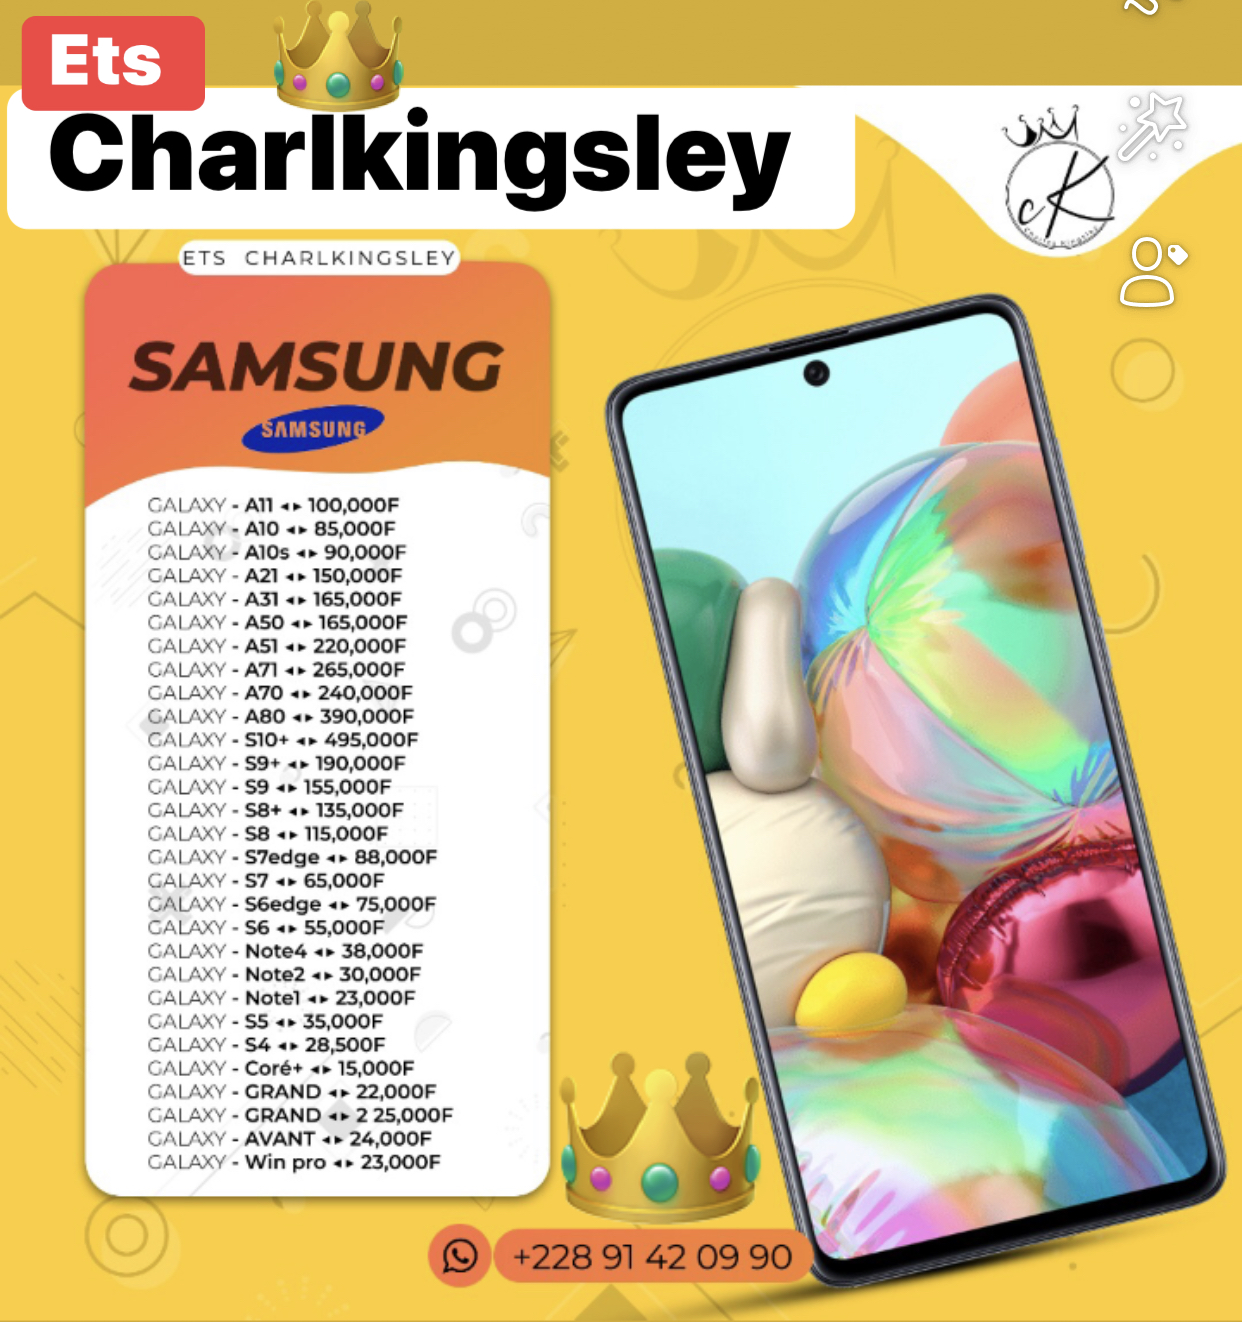 Ets
Charlkingsley
cK
ETS CHARLKINGSLEY
SAMSUNG
SAMSUNG
GALAXY - A11 ◂▸ 100,000F
GALAXY - A10 ◂▸ 85,000F
GALAXY - A10s ◂▸ 90,000F
GALAXY - A21 ◂▸ 150,000F
GALAXY - A31 ◂▸ 165,000F
GALAXY - A50 ◂▸ 165,000F
GALAXY - A51 ◂▸ 220,000F
GALAXY - A71 ◂▸ 265,000F
GALAXY - A70 ◂▸ 240,000F
GALAXY - A80 ◂▸ 390,000F
GALAXY - S10+ ◂▸ 495,000F
GALAXY - S9+ ◂▸ 190,000F
GALAXY - S9 ◂▸ 155,000F
GALAXY - S8+ ◂▸ 135,000F
GALAXY - S8 ◂▸ 115,000F
GALAXY - S7edge ◂▸ 88,000F
GALAXY - S7 ◂▸ 65,000F
GALAXY - S6edge ◂▸ 75,000F
GALAXY - S6 ◂▸ 55,000F
GALAXY - Note4 ◂▸ 38,000F
GALAXY - Note2 ◂▸ 30,000F
GALAXY - Note1 ◂▸ 23,000F
GALAXY - S5 ◂▸ 35,000F
GALAXY - S4 ◂▸ 28,500F
GALAXY - Coré+ ◂▸ 15,000F
GALAXY - GRAND ◂▸ 22,000F
GALAXY - GRAND ◂▸ 2 25,000F
GALAXY - AVANT ◂▸ 24,000F
GALAXY - Win pro ◂▸ 23,000F
+228 91 42 09 90